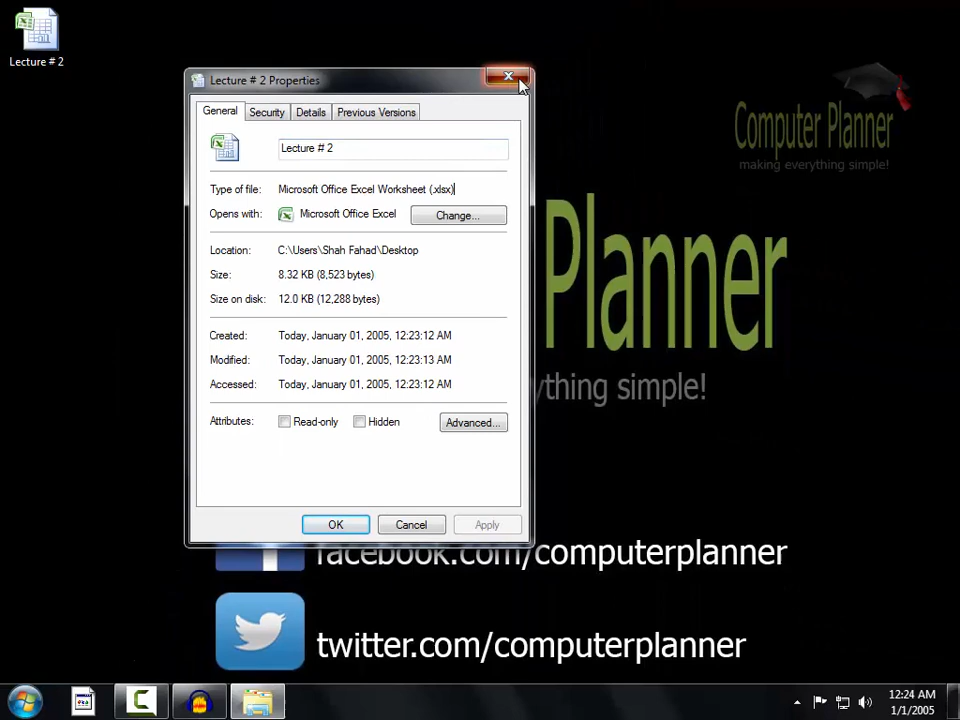 Lecture # 2
Lecture # 2 Properties
General
Security
Details
Previous Versions
Lecture # 2
Type of file:
Microsoft Office Excel Worksheet (.xlsx)
Opens with:
Microsoft Office Excel
Change...
Location:
C:\Users\Shah Fahad\Desktop
Size:
8.32 KB (8,523 bytes)
Size on disk:
12.0 KB (12,288 bytes)
Created:
Today, January 01, 2005, 12:23:12 AM
Modified:
Today, January 01, 2005, 12:23:13 AM
Accessed:
Today, January 01, 2005, 12:23:12 AM
Attributes:
Read-only
Hidden
Advanced...
OK
Cancel
Apply
Computer Planner
making everything simple!
Planner
ything simple!
facebook.com/computerplanner
twitter.com/computerplanner
12:24 AM
1/1/2005